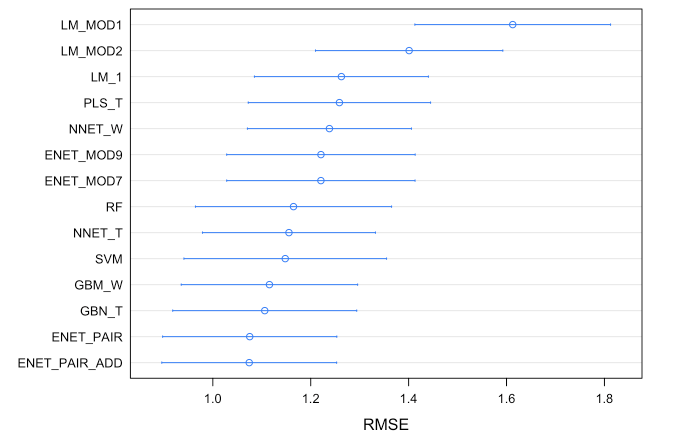 LM_MOD1
LM_MOD2
LM_1
PLS_T
NNET_W
ENET_MOD9
ENET_MOD7
RF
NNET_T
SVM
GBM_W
GBN_T
ENET_PAIR
ENET_PAIR_ADD
1.0 1.2 1.4 1.6 1.8
RMSE